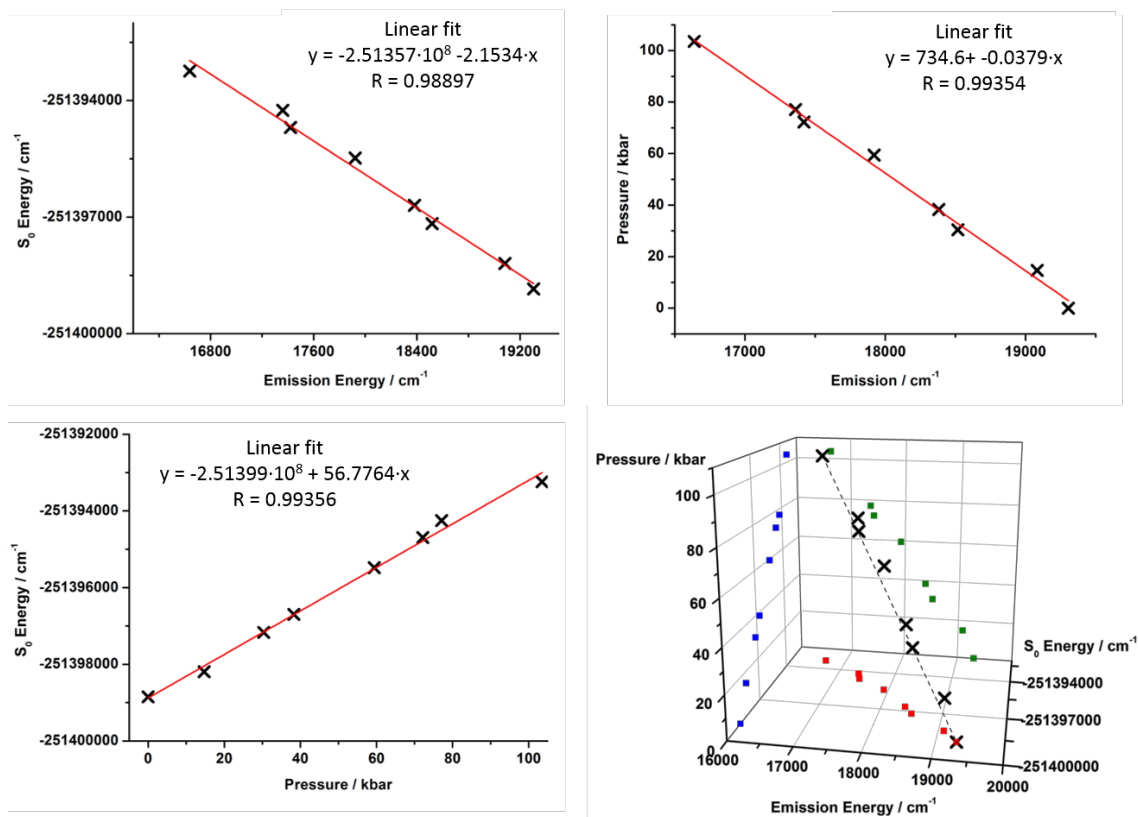 Linear fit
y = -2.51357·10⁸ -2.1534·x
R = 0.98897
S₀ Energy / cm⁻¹
-251394000
-251397000
-251400000
16800
17600
18400
19200
Emission Energy / cm⁻¹
Linear fit
y = 734.6+ -0.0379·x
R = 0.99354
Pressure / kbar
100
80
60
40
20
0
17000
18000
19000
Emission / cm⁻¹
Linear fit
y = -2.51399·10⁸ + 56.7764·x
R = 0.99356
S₀ Energy / cm⁻¹
-251392000
-251394000
-251396000
-251398000
-251400000
0
20
40
60
80
100
Pressure / kbar
Pressure / kbar
100
80
60
40
20
0
16000
17000
18000
19000
20000
Emission Energy / cm⁻¹
S₀ Energy / cm⁻¹
-251394000
-251397000
-251400000